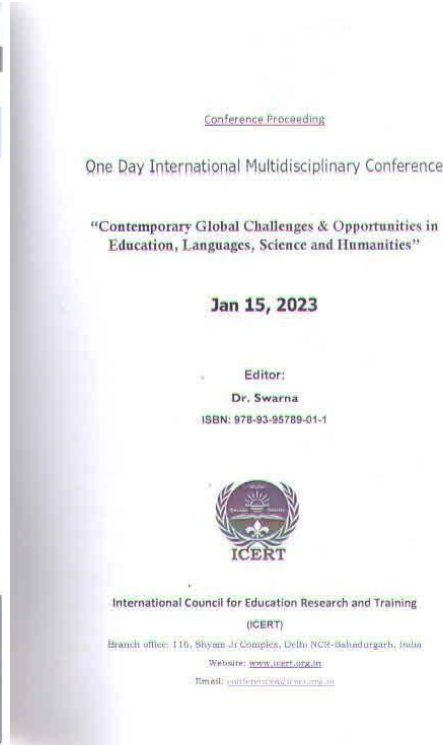 Conference Proceeding
One Day International Multidisciplinary Conference
"Contemporary Global Challenges & Opportunities in
Education, Languages, Science and Humanities"
Jan 15, 2023
Editor:
Dr. Swarna
ISBN: 978-93-95789-01-1
ICERT
International Council for Education Research and Training
(ICERT)
Branch office: 116, Shyam Ji Complex, Delhi NCR-Bahadurgarh, India
Website: www.icert.org.in
Email: